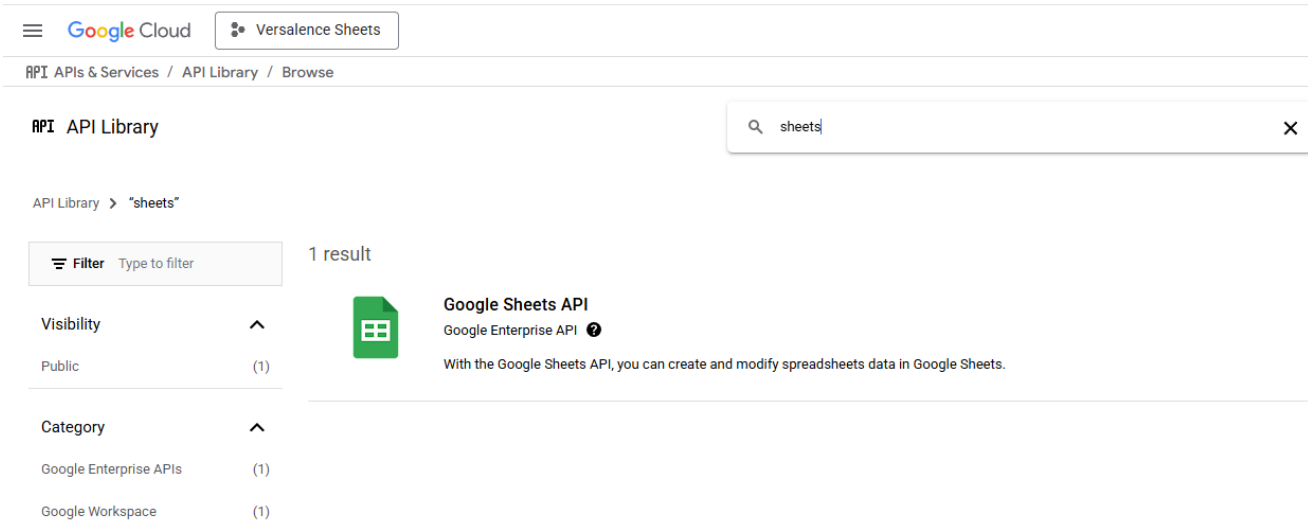 Google Cloud Versalence Sheets
API APIs & Services / API Library / Browse
API API Library
sheets
API Library > “sheets”
Filter Type to filter
1 result
Google Sheets API
Google Enterprise API
With the Google Sheets API, you can create and modify spreadsheets data in Google Sheets.
Visibility
Public (1)
Category
Google Enterprise APIs (1)
Google Workspace (1)